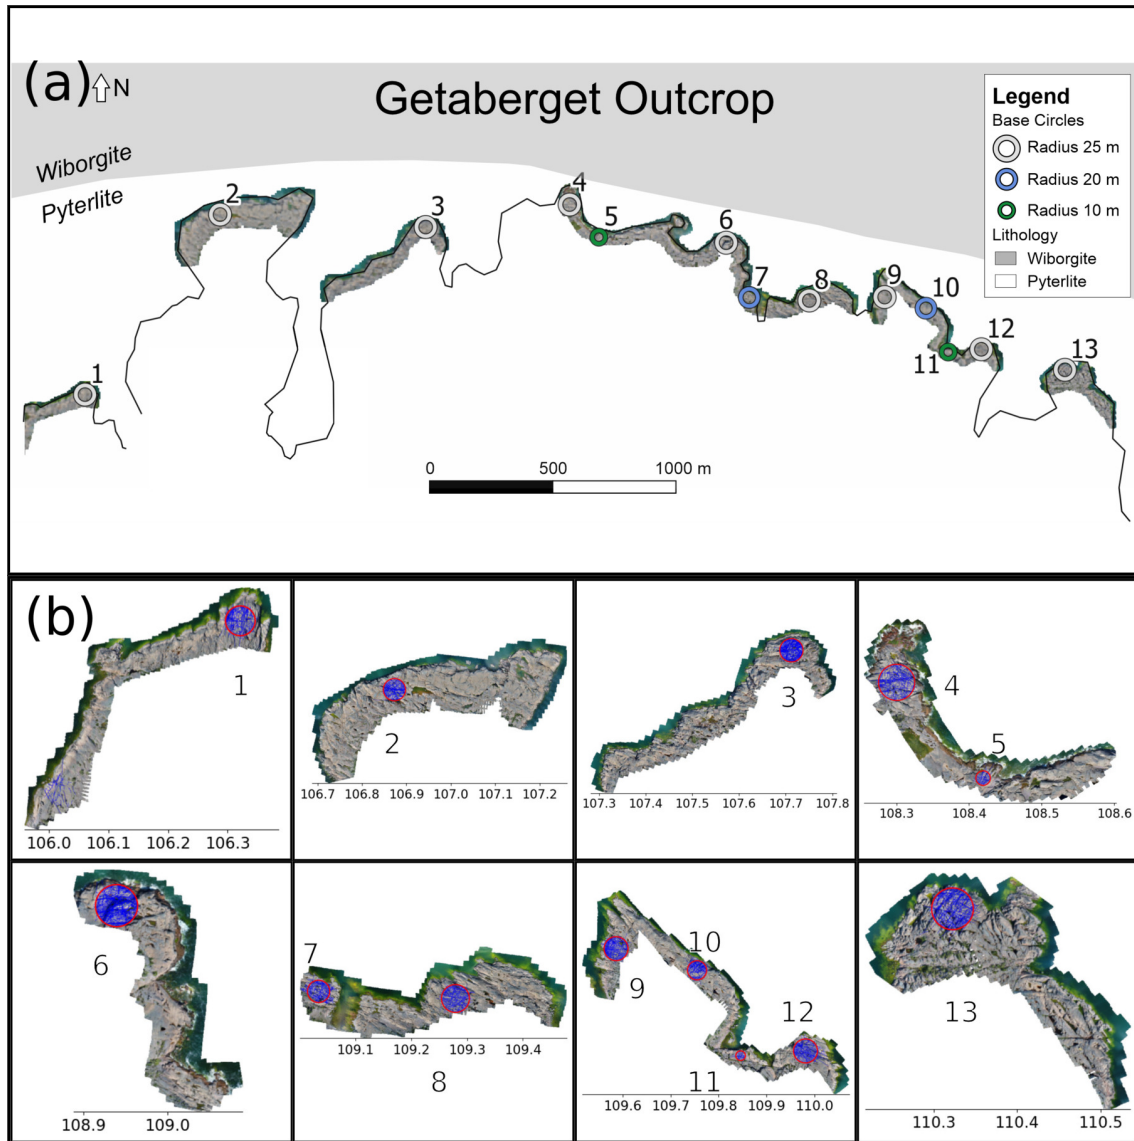 (a) N
Getaberget Outcrop
Wiborgite
Pyterlite
Legend
Base Circles
Radius 25 m
Radius 20 m
Radius 10 m
Lithology
Wiborgite
Pyterlite
1
2
3
4
5
6
7
8
9
10
11
12
13
0 500 1000 m
(b)
1
106.0 106.1 106.2 106.3
2
106.7 106.8 106.9 107.0 107.1 107.2
3
107.3 107.4 107.5 107.6 107.7 107.8
4
5
108.3 108.4 108.5 108.6
6
108.9 109.0
7
109.1 109.2 109.3 109.4
8
9
10
11
12
109.6 109.7 109.8 109.9 110.0
13
110.3 110.4 110.5